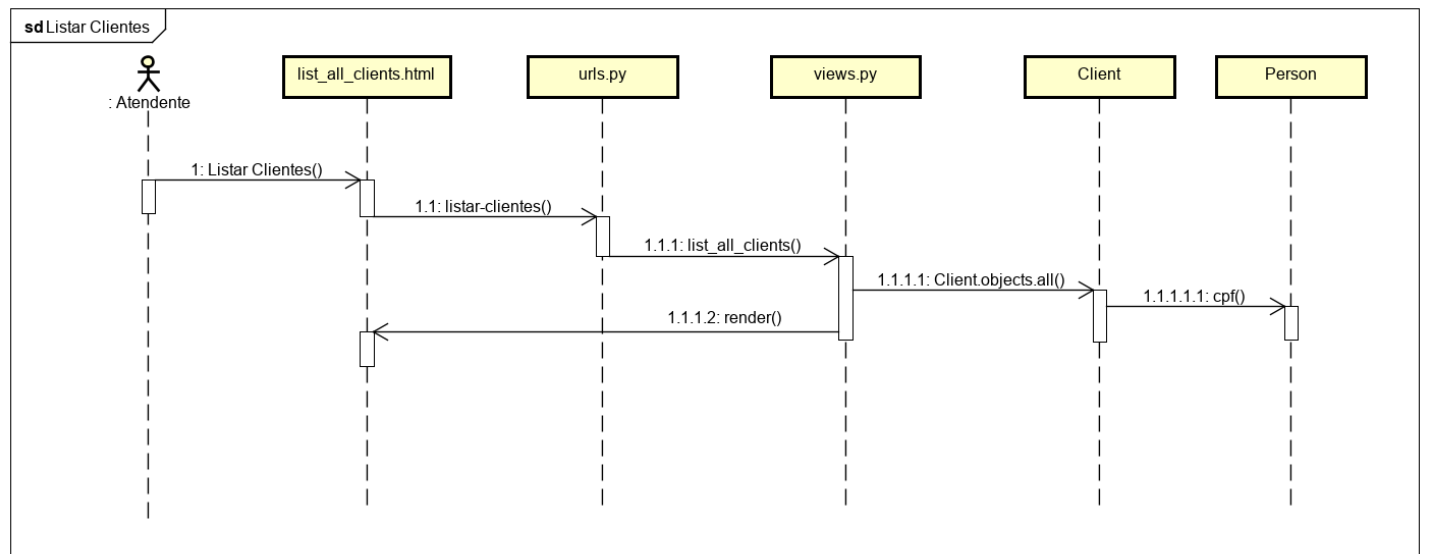 sd Listar Clientes
: Atendente
list_all_clients.html
urls.py
views.py
Client
Person
1: Listar Clientes()
1.1: listar-clientes()
1.1.1: list_all_clients()
1.1.1.1: Client.objects.all()
1.1.1.1.1: cpf()
1.1.1.2: render()